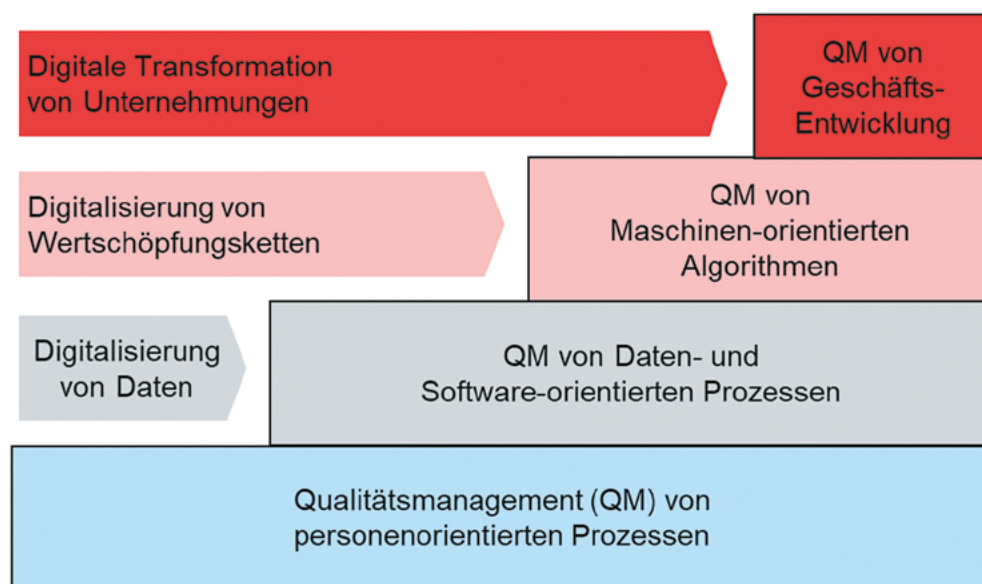 Digitale Transformation
von Unternehmungen
QM von
Geschäfts-
Entwicklung
Digitalisierung von
Wertschöpfungsketten
QM von
Maschinen-orientierten
Algorithmen
Digitalisierung
von Daten
QM von Daten- und
Software-orientierten Prozessen
Qualitätsmanagement (QM) von
personenorientierten Prozessen